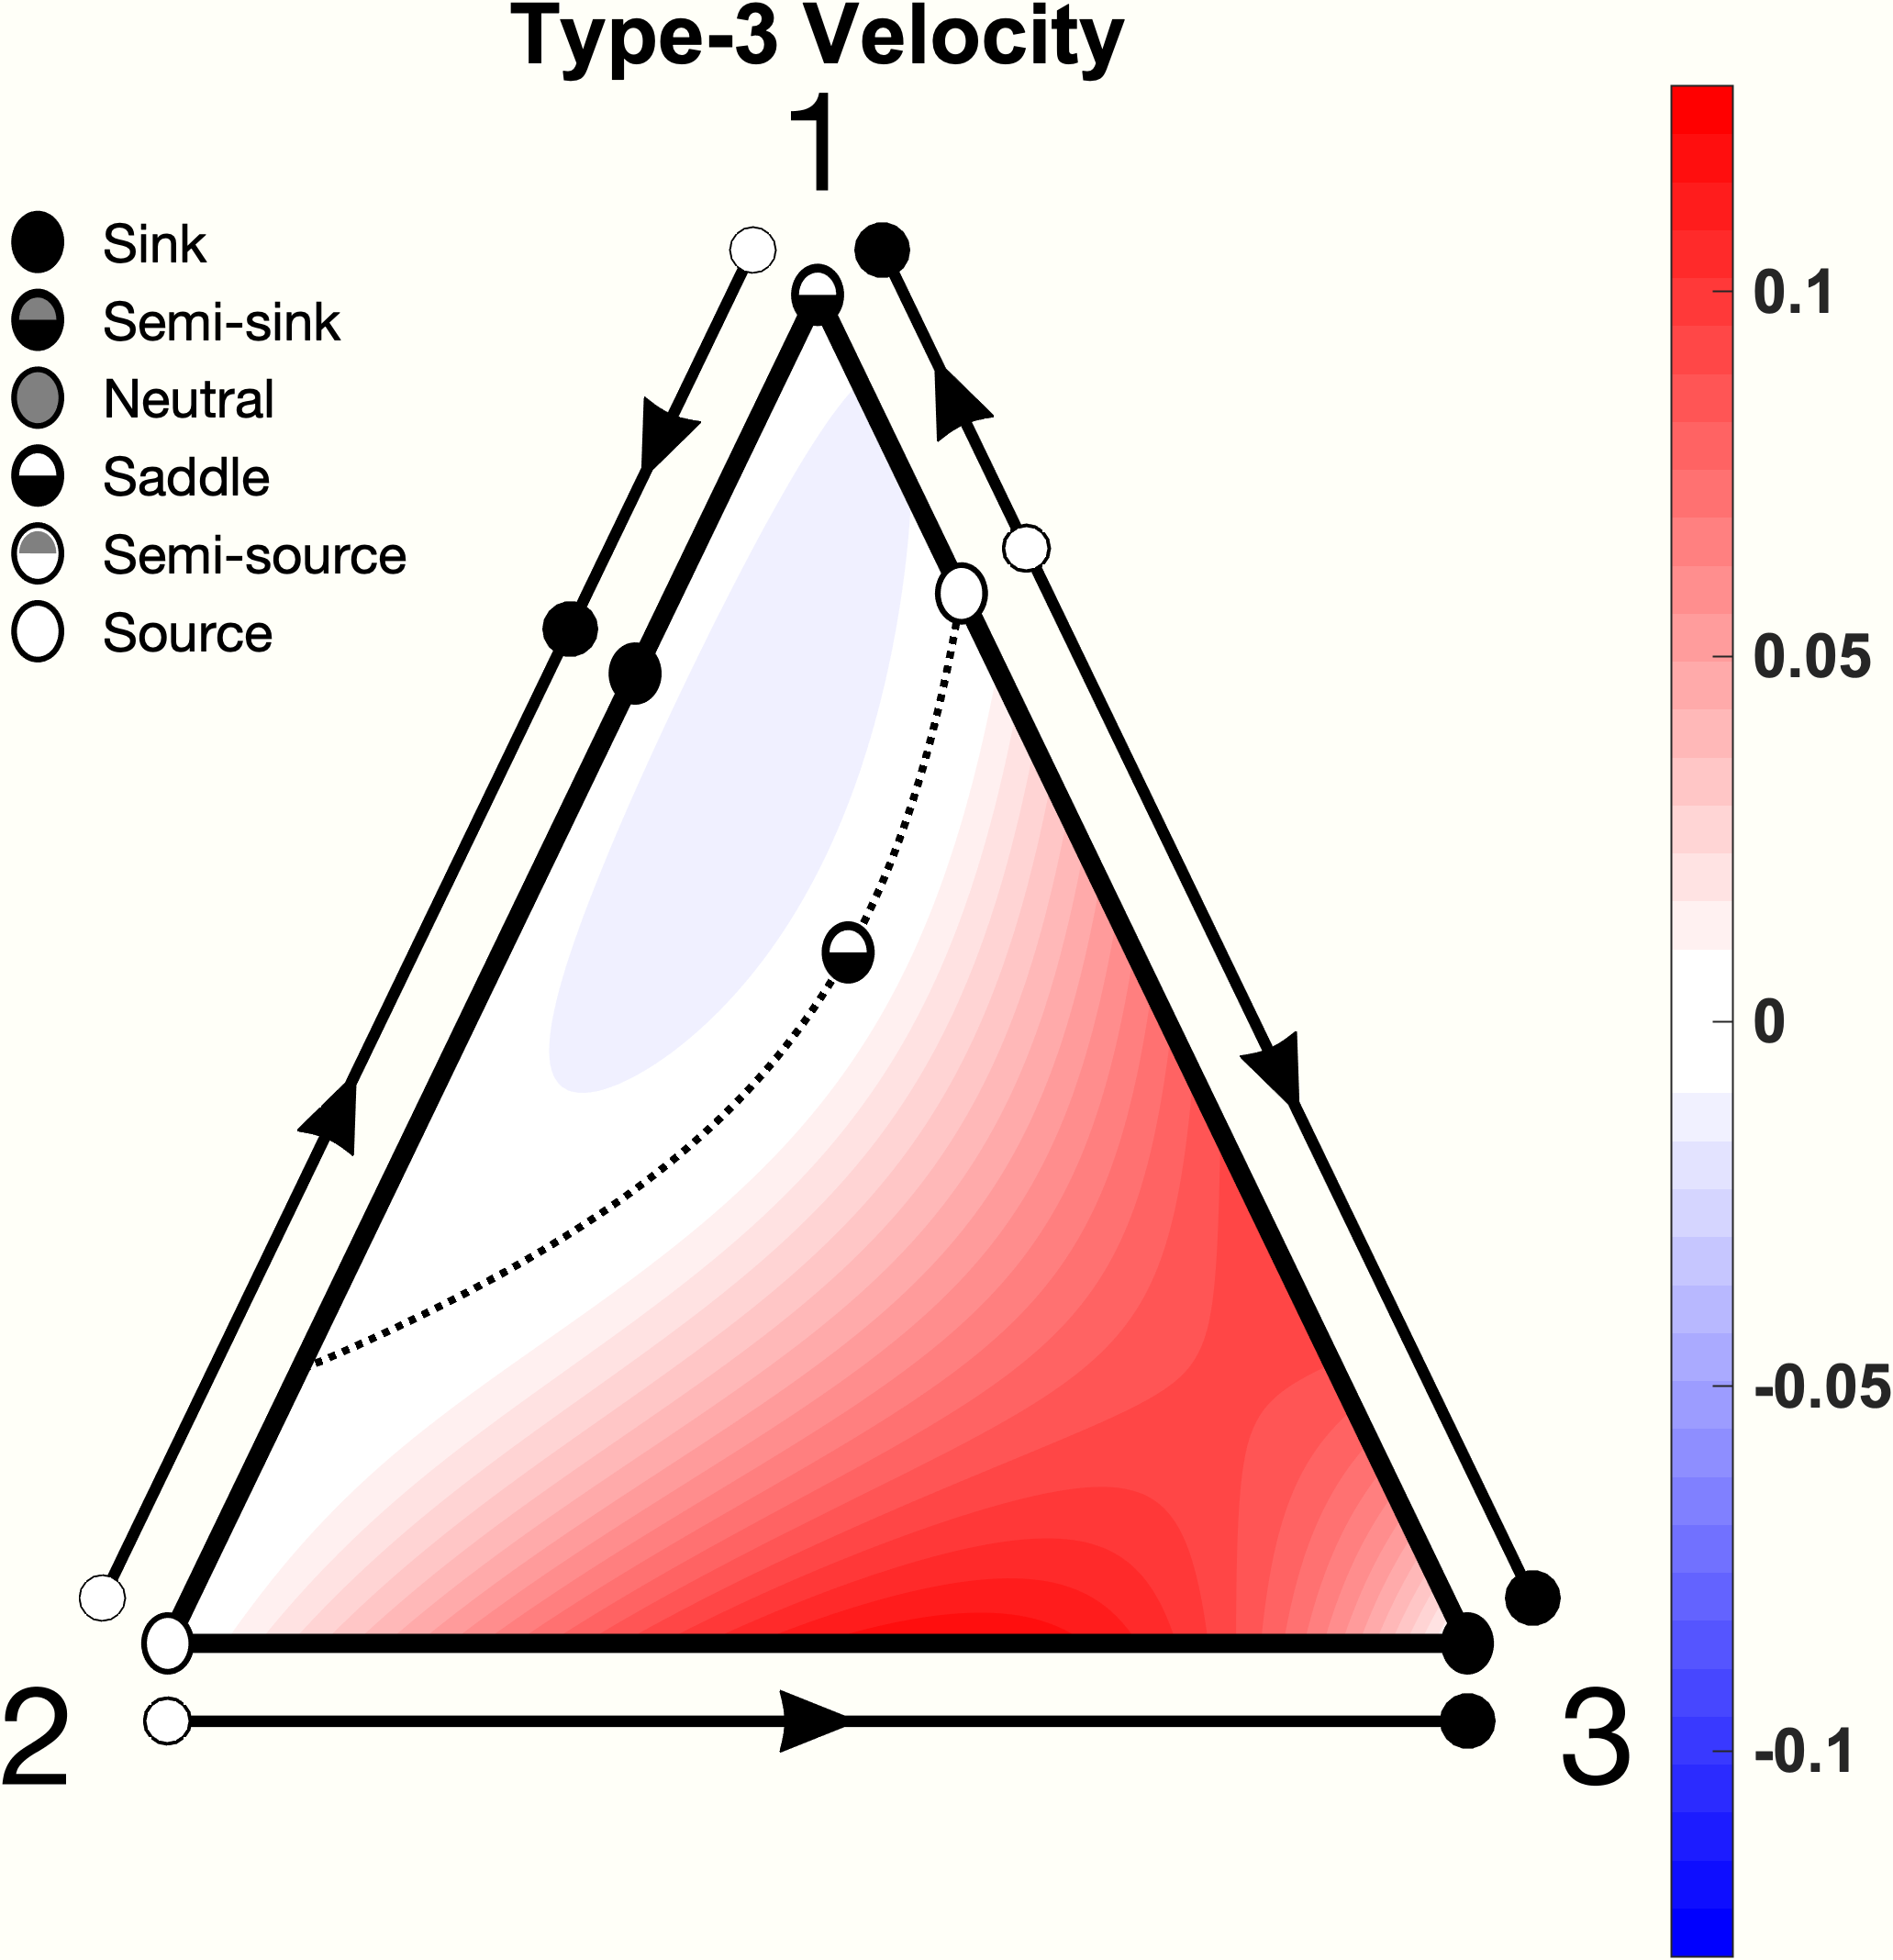 Type-3 Velocity
1
Sink
Semi-sink
Neutral
Saddle
Semi-source
Source
0.1
0.05
0
-0.05
-0.1
2
3